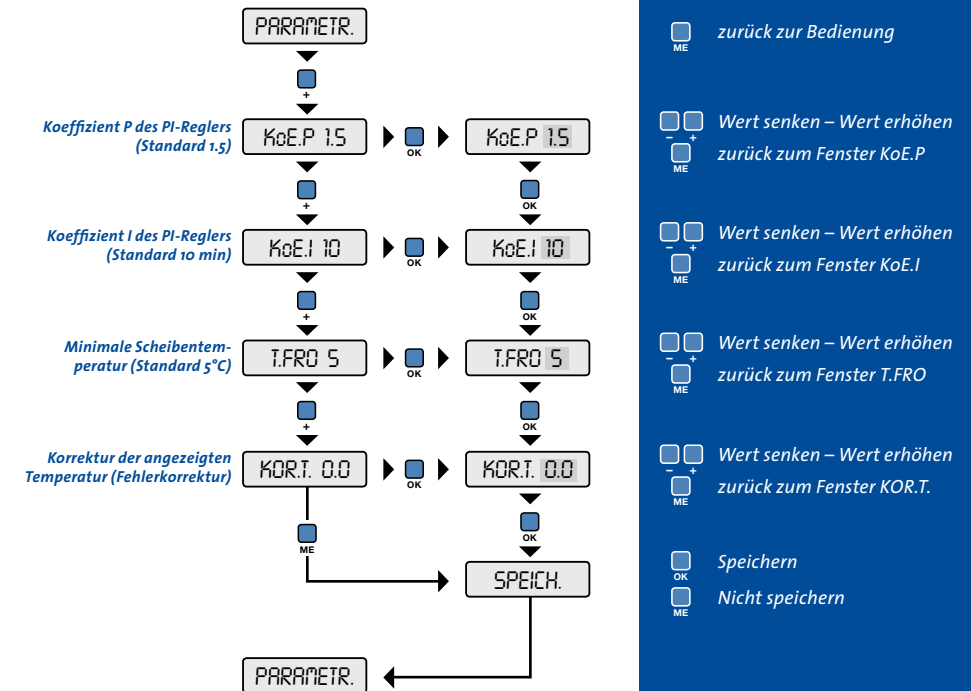 PARAMETR.
ME
zurück zur Bedienung
+
Koeffizient P des PI-Reglers
(Standard 1.5)
KoE.P 1.5
OK
KoE.P 1.5
Wert senken – Wert erhöhen
– +
zurück zum Fenster KoE.P
ME
+
OK
Koeffizient I des PI-Reglers
(Standard 10 min)
KoE.I 10
OK
KoE.I 10
Wert senken – Wert erhöhen
– +
zurück zum Fenster KoE.I
ME
+
OK
Minimale Scheibentem-
peratur (Standard 5°C)
T.FRO 5
OK
T.FRO 5
Wert senken – Wert erhöhen
– +
zurück zum Fenster T.FRO
ME
+
OK
Korrektur der angezeigten
Temperatur (Fehlerkorrektur)
KOR.T. 0.0
OK
KOR.T. 0.0
Wert senken – Wert erhöhen
– +
zurück zum Fenster KOR.T.
ME
ME
OK
SPEICH.
Speichern
OK
Nicht speichern
ME
PARAMETR.